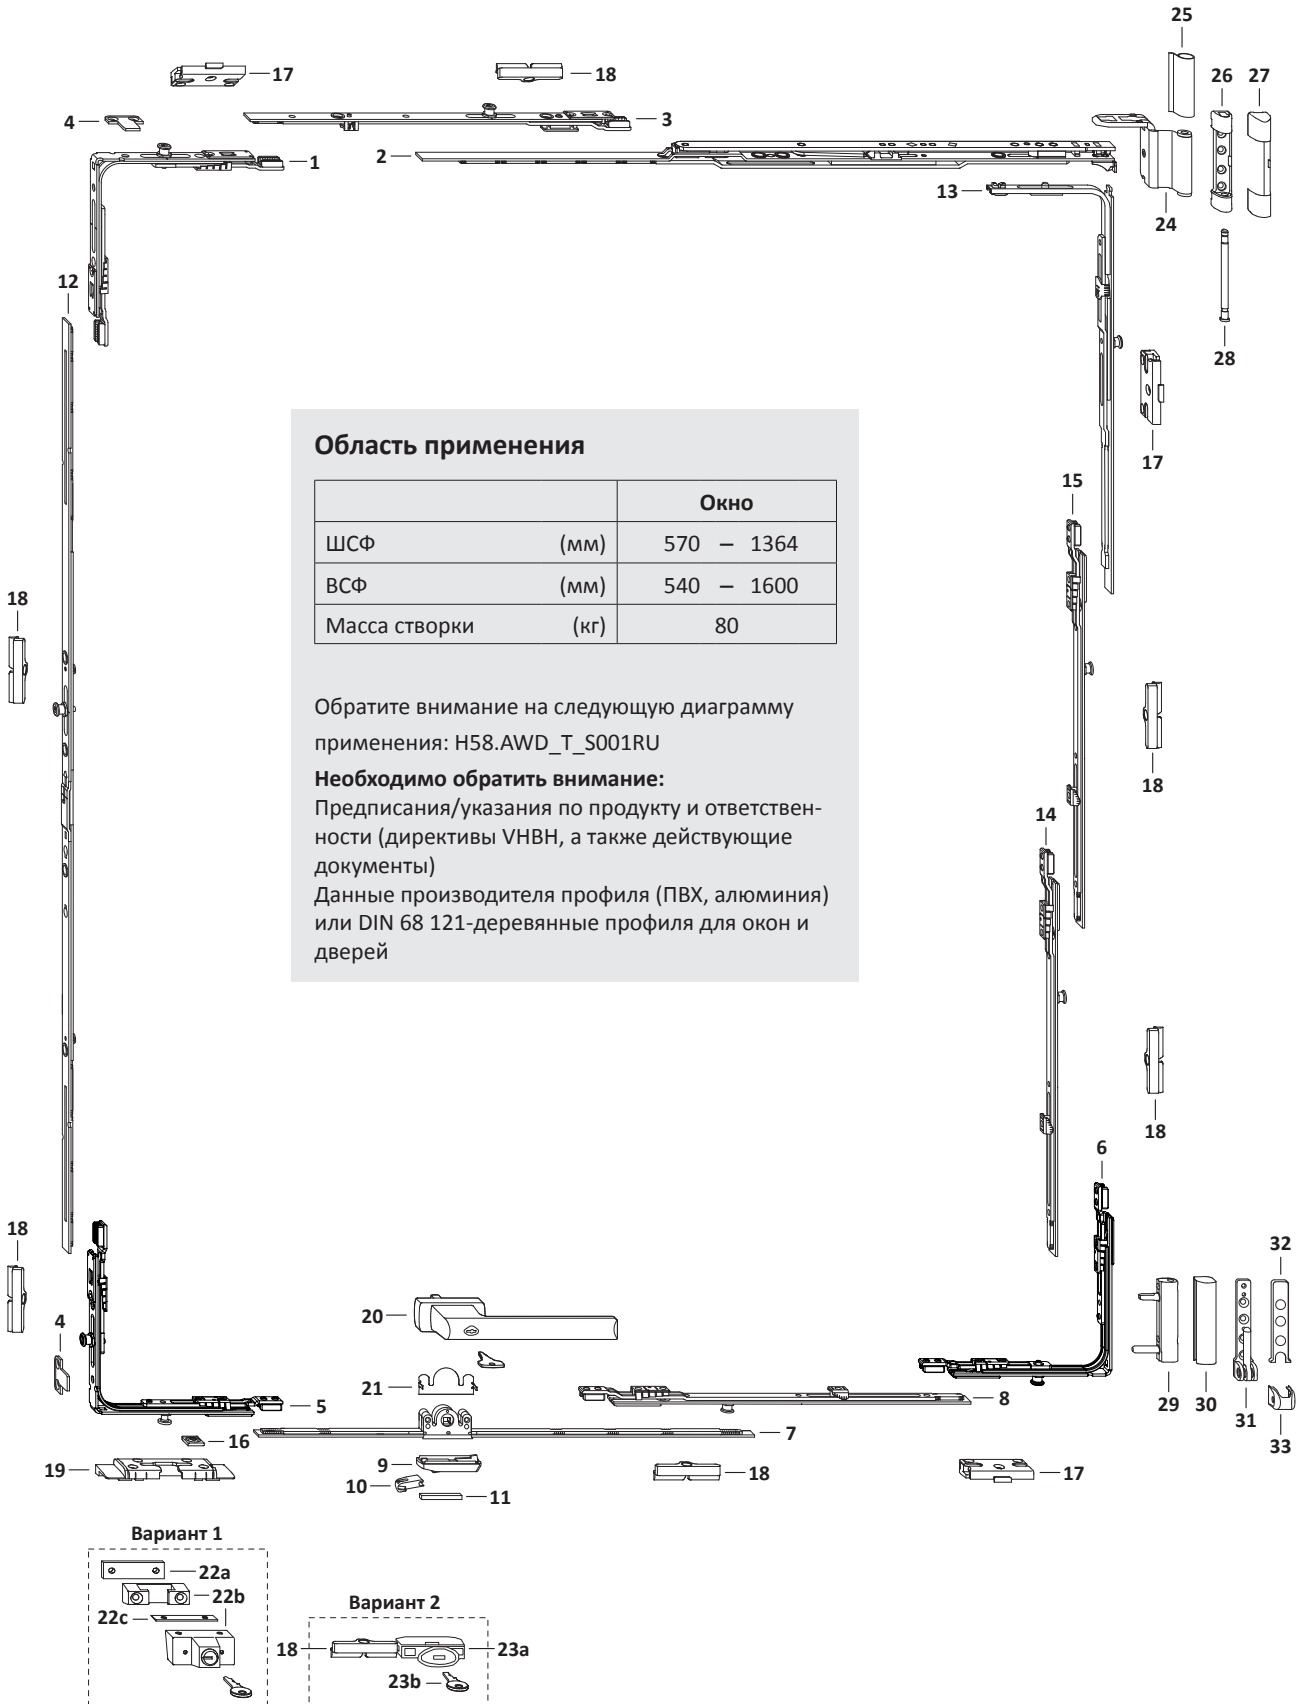 25
17
18
26 27
4
3
1
2
13
24
12
28
17
Область применения
Окно
ШСФ (мм) 570 – 1364
ВСФ (мм) 540 – 1600
Масса створки (кг) 80
Обратите внимание на следующую диаграмму
применения: H58.AWD_T_S001RU
Необходимо обратить внимание:
Предписания/указания по продукту и ответствен-
ности (директивы VHBH, а также действующие
документы)
Данные производителя профиля (ПВХ, алюминия)
или DIN 68 121-деревянные профиля для окон и
дверей
15
18
18
14
18
6
18
32
20
4
21
5
8
29 30 31
33
16
7
19
9
18
17
10
11
Вариант 1
22a
22b
22c
Вариант 2
18
23a
23b